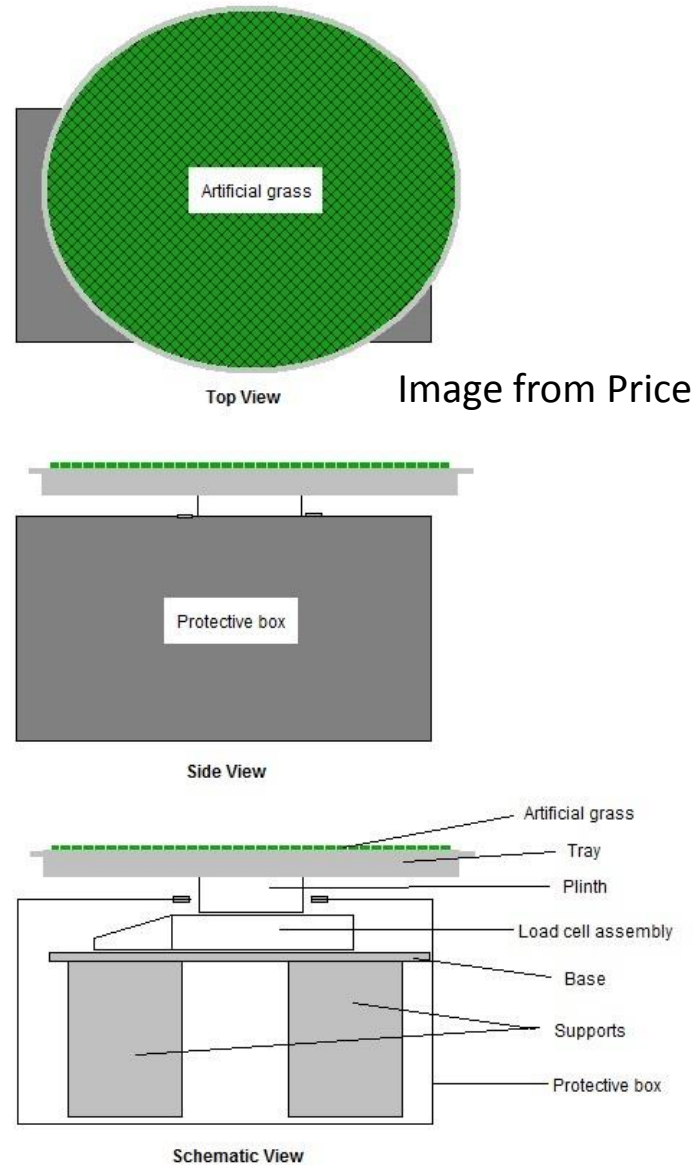 Artificial grass
Top View
Image from Price
Protective box
Side View
Artificial grass
Tray
Plinth
Load cell assembly
Base
Supports
Protective box
Schematic View